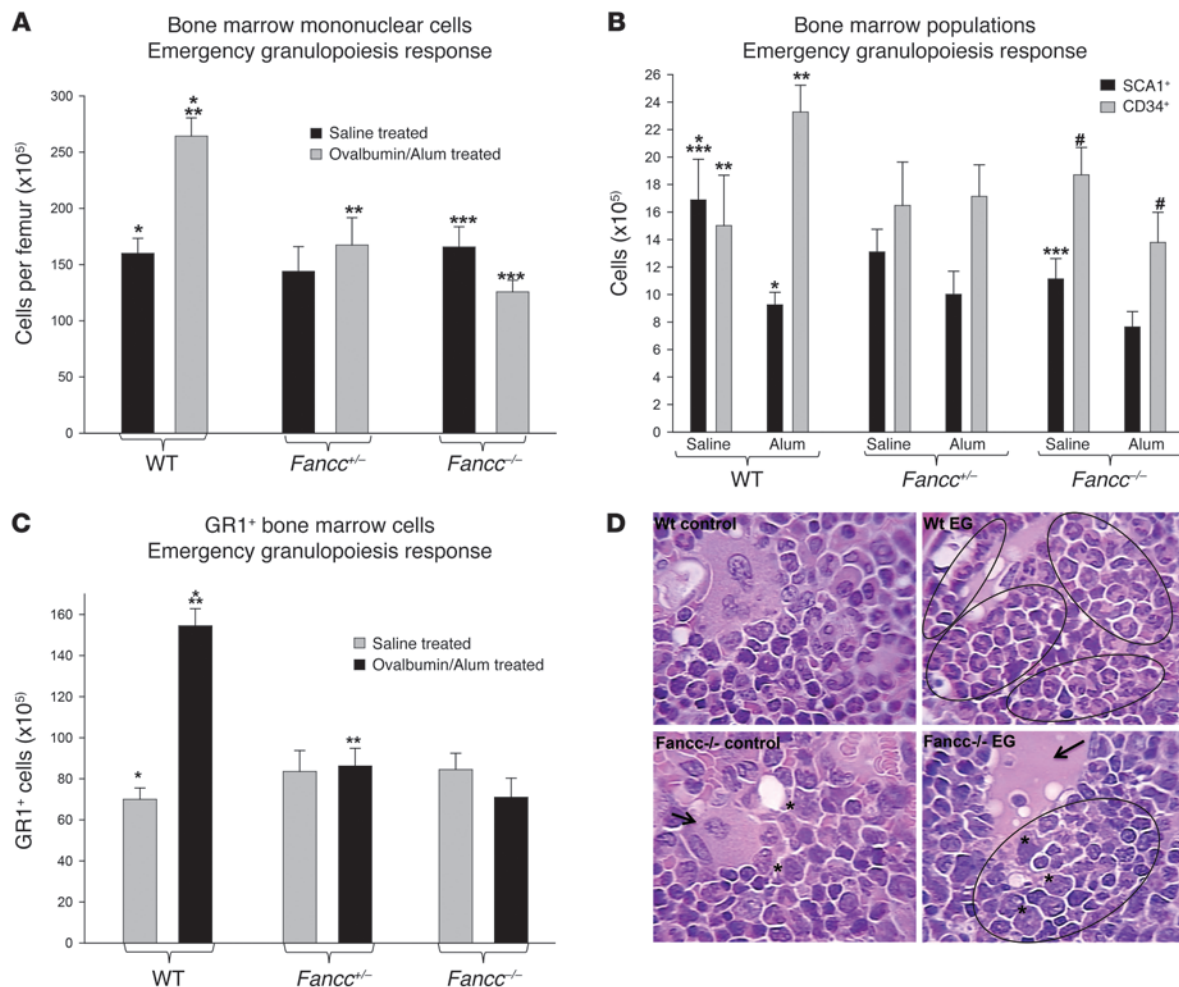 A
Bone marrow mononuclear cells
Emergency granulopoiesis response
Cells per femur (x10⁵)
300
250
200
150
100
50
0
*
*
**
**
***
***
Saline treated
Ovalbumin/Alum treated
WT
Fancc⁺/⁻
Fancc⁻/⁻
B
Bone marrow populations
Emergency granulopoiesis response
Cells (x10⁵)
26
24
22
20
18
16
14
12
10
8
6
4
2
0
*
***
**
*
**
***
#
#
SCA1⁺
CD34⁺
Saline Alum Saline Alum Saline Alum
WT
Fancc⁺/⁻
Fancc⁻/⁻
C
GR1⁺ bone marrow cells
Emergency granulopoiesis response
GR1⁺ cells (x10⁵)
160
140
120
100
80
60
40
20
0
*
*
**
**
Saline treated
Ovalbumin/Alum treated
WT
Fancc⁺/⁻
Fancc⁻/⁻
D
Wt control
Wt EG
Fancc-/- control
*
*
Fancc-/- EG
*
*
*